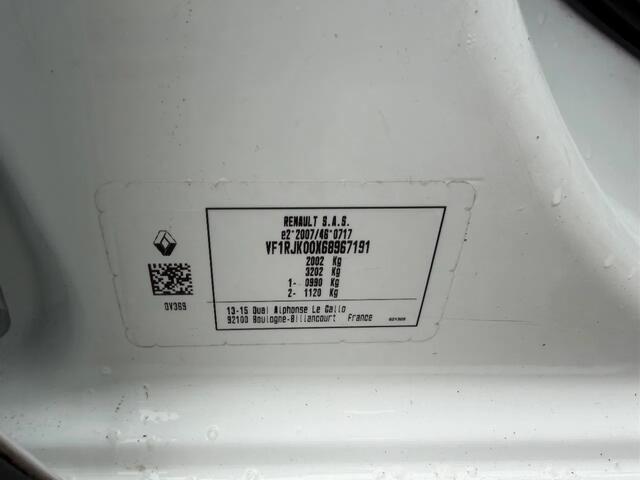 RENAULT S.A.S.
e2*2007/46*0717
VF1RJK00X68967191
2002 Kg
3202 Kg
1- 0990 Kg
2- 1120 Kg
0V369
13-15 Quai Alphonse Le Gallo
92100 Boulogne-Billancourt France